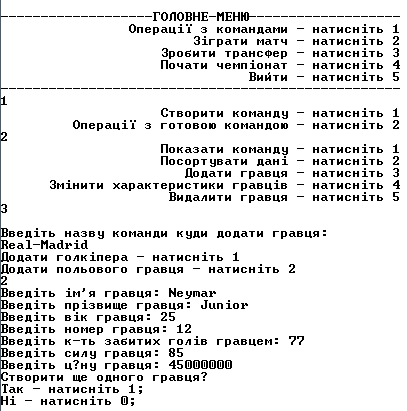 -------------------ГОЛОВНЕ-МЕНЮ-------------------
Операції з командами - натисніть 1
Зіграти матч - натисніть 2
Зробити трансфер - натисніть 3
Почати чемпіонат - натисніть 4
Вийти - натисніть 5
--------------------------------------------------
1
Створити команду - натисніть 1
Операції з готовою командою - натисніть 2
2
Показати команду - натисніть 1
Посортувати дані - натисніть 2
Додати гравця - натисніть 3
Змінити характеристики гравців - натисніть 4
Видалити гравця - натисніть 5
3
Введіть назву команди куди додати гравця:
Real-Madrid
Додати голкіпера - натисніть 1
Додати польового гравця - натисніть 2
2
Введіть ім'я гравця: Neymar
Введіть прізвище гравця: Junior
Введіть вік гравця: 25
Введіть номер гравця: 12
Введіть к-ть забитих голів гравцем: 77
Введіть силу гравця: 85
Введіть ц?ну гравця: 45000000
Створити ще одного гравця?
Так - натисніть 1;
Ні - натисніть 0;